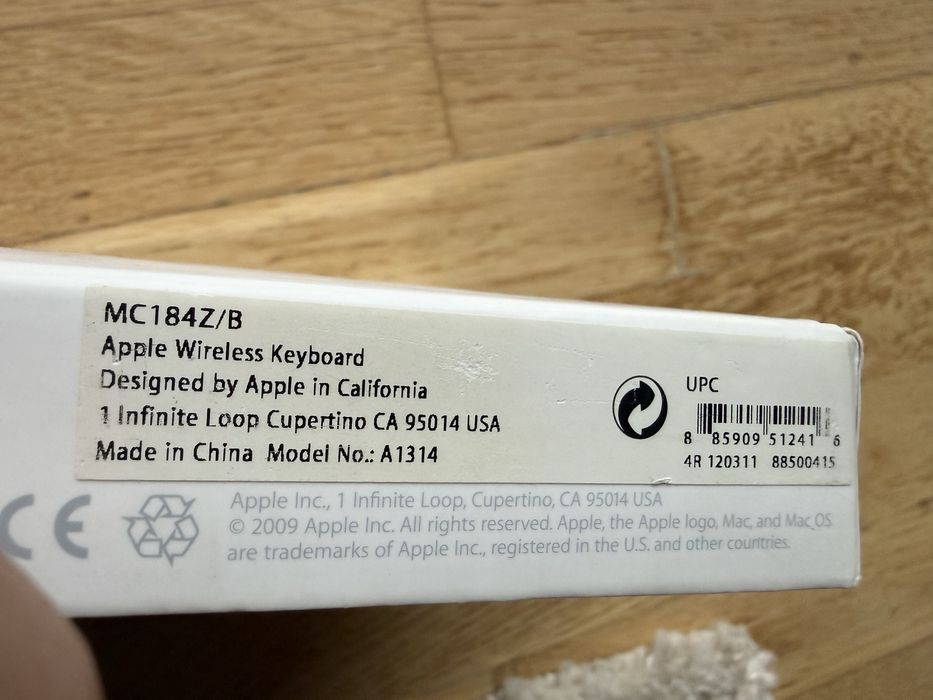 MC184Z/B
Apple Wireless Keyboard
Designed by Apple in California
1 Infinite Loop Cupertino CA 95014 USA
Made in China Model No.: A1314
UPC
8 85909 51241 6
4R 120311 88500415
CE
Apple Inc., 1 Infinite Loop, Cupertino, CA 95014 USA
© 2009 Apple Inc. All rights reserved. Apple, the Apple logo, Mac, and Mac OS
are trademarks of Apple Inc., registered in the U.S. and other countries.